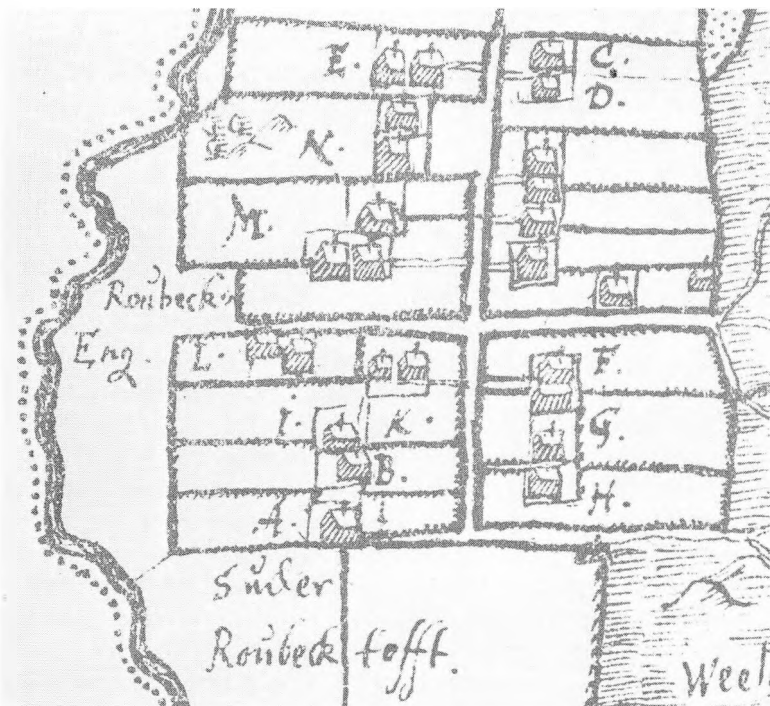 E. C.
D.
N.
M.
Roubeck
Eng. L. F.
I. K. G.
B.
A. H.
Suder
Roubeck tofft.
Weel